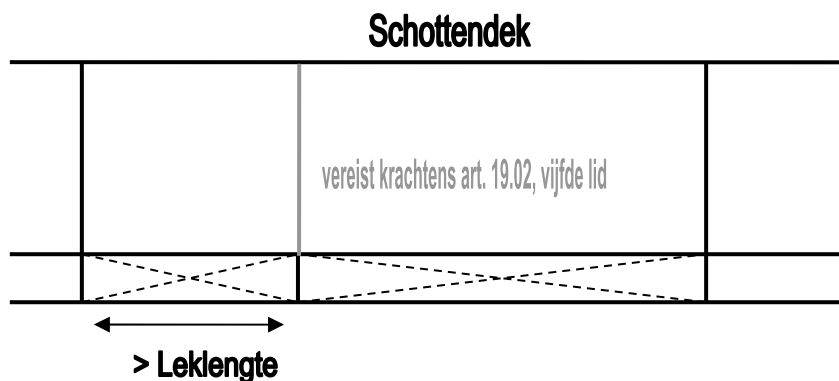 Schottendek
vereist krachtens art. 19.02, vijfde lid
> Leklengte